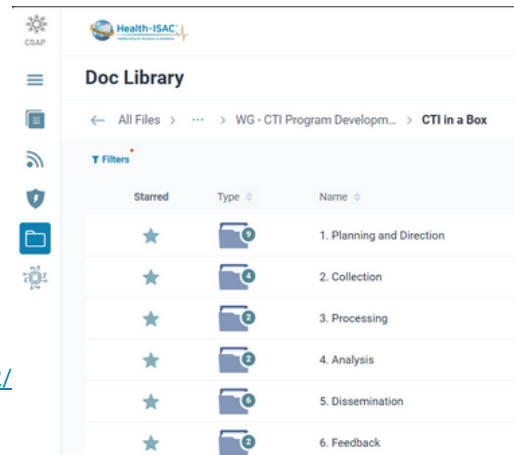 CSAP
Health-ISAC
Doc Library
← All Files > ··· > WG - CTI Program Developm... > CTI in a Box
Filters
Starred Type Name
9 1. Planning and Direction
4 2. Collection
2 3. Processing
2 4. Analysis
/
6 5. Dissemination
2 6. Feedback